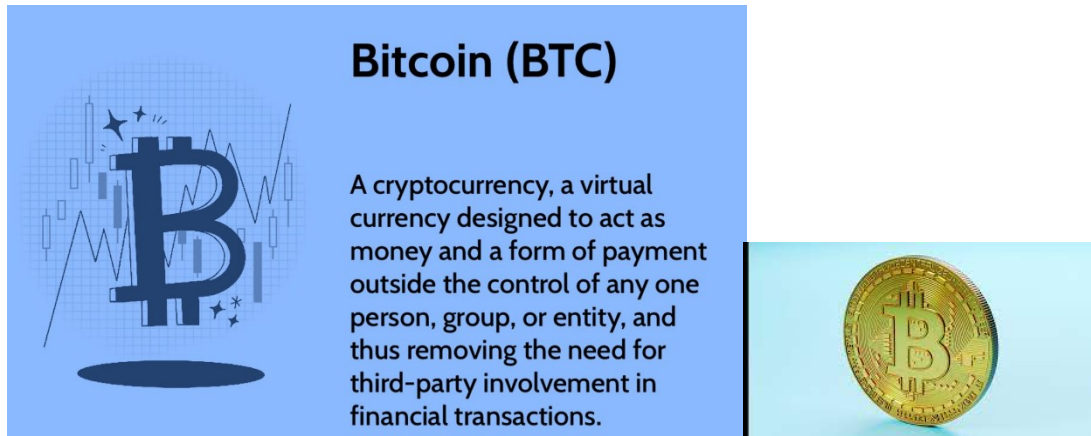 Bitcoin (BTC)
A cryptocurrency, a virtual
currency designed to act as
money and a form of payment
outside the control of any one
person, group, or entity, and
thus removing the need for
third-party involvement in
financial transactions.